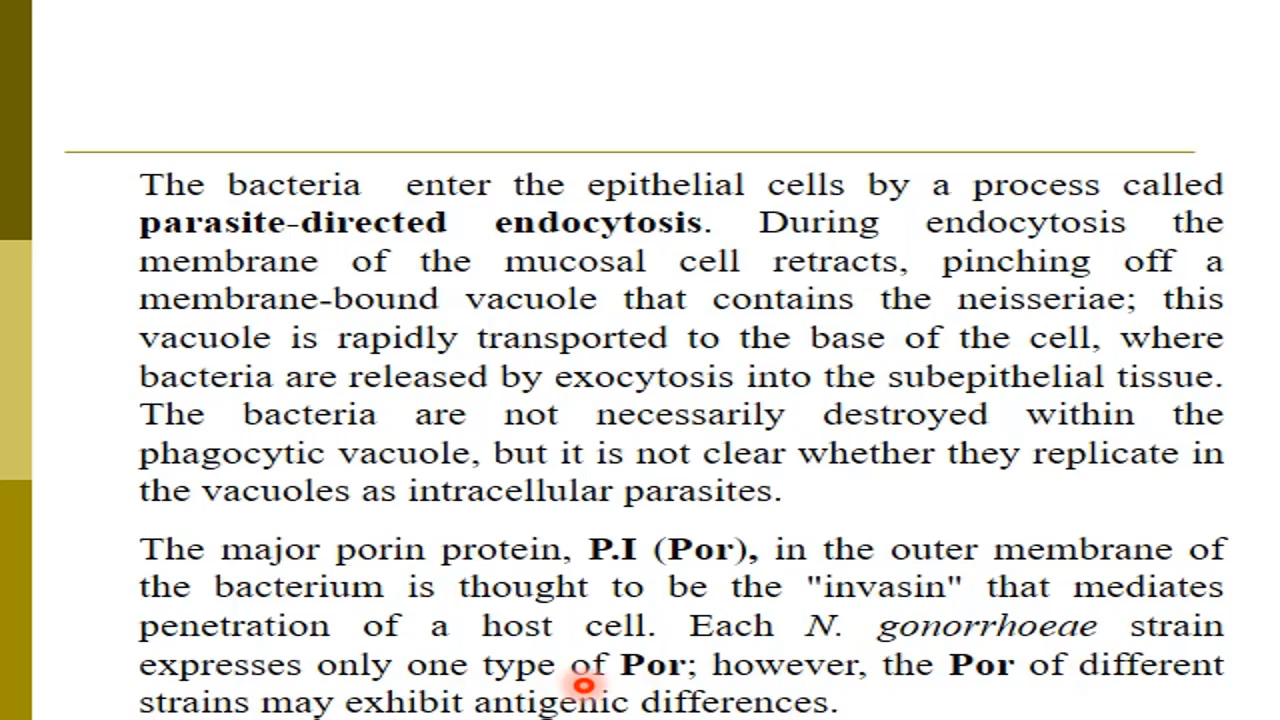 The bacteria enter the epithelial cells by a process called
parasite-directed endocytosis. During endocytosis the
membrane of the mucosal cell retracts, pinching off a
membrane-bound vacuole that contains the neisseriae; this
vacuole is rapidly transported to the base of the cell, where
bacteria are released by exocytosis into the subepithelial tissue.
The bacteria are not necessarily destroyed within the
phagocytic vacuole, but it is not clear whether they replicate in
the vacuoles as intracellular parasites.
The major porin protein, P.I (Por), in the outer membrane of
the bacterium is thought to be the "invasin" that mediates
penetration of a host cell. Each N. gonorrhoeae strain
expresses only one type of Por; however, the Por of different
strains may exhibit antigenic differences.